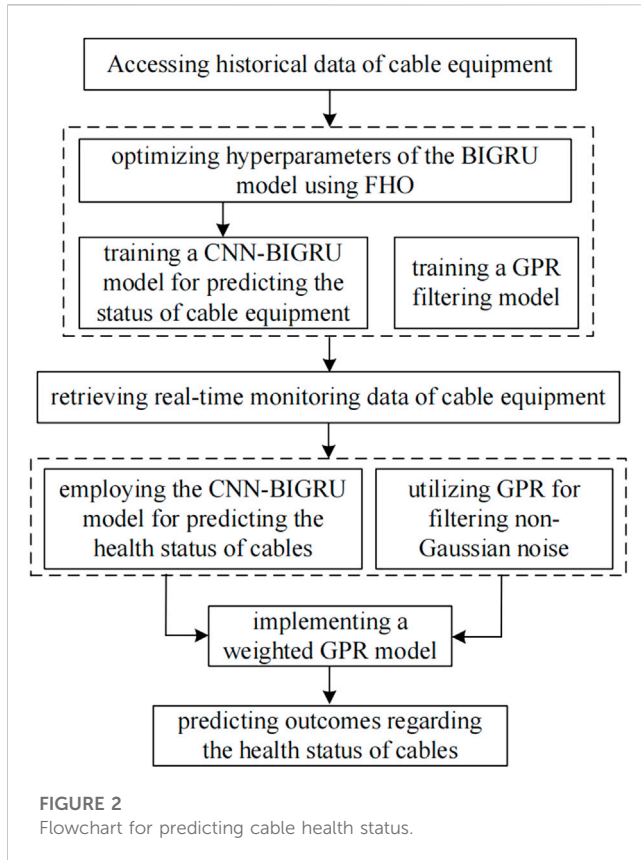 Accessing historical data of cable equipment
optimizing hyperparameters of the BIGRU
model using FHO
training a CNN-BIGRU
model for predicting the
status of cable equipment
training a GPR
filtering model
retrieving real-time monitoring data of cable equipment
employing the CNN-BIGRU
model for predicting the
health status of cables
utilizing GPR for
filtering non-
Gaussian noise
implementing a
weighted GPR model
predicting outcomes regarding
the health status of cables
FIGURE 2
Flowchart for predicting cable health status.